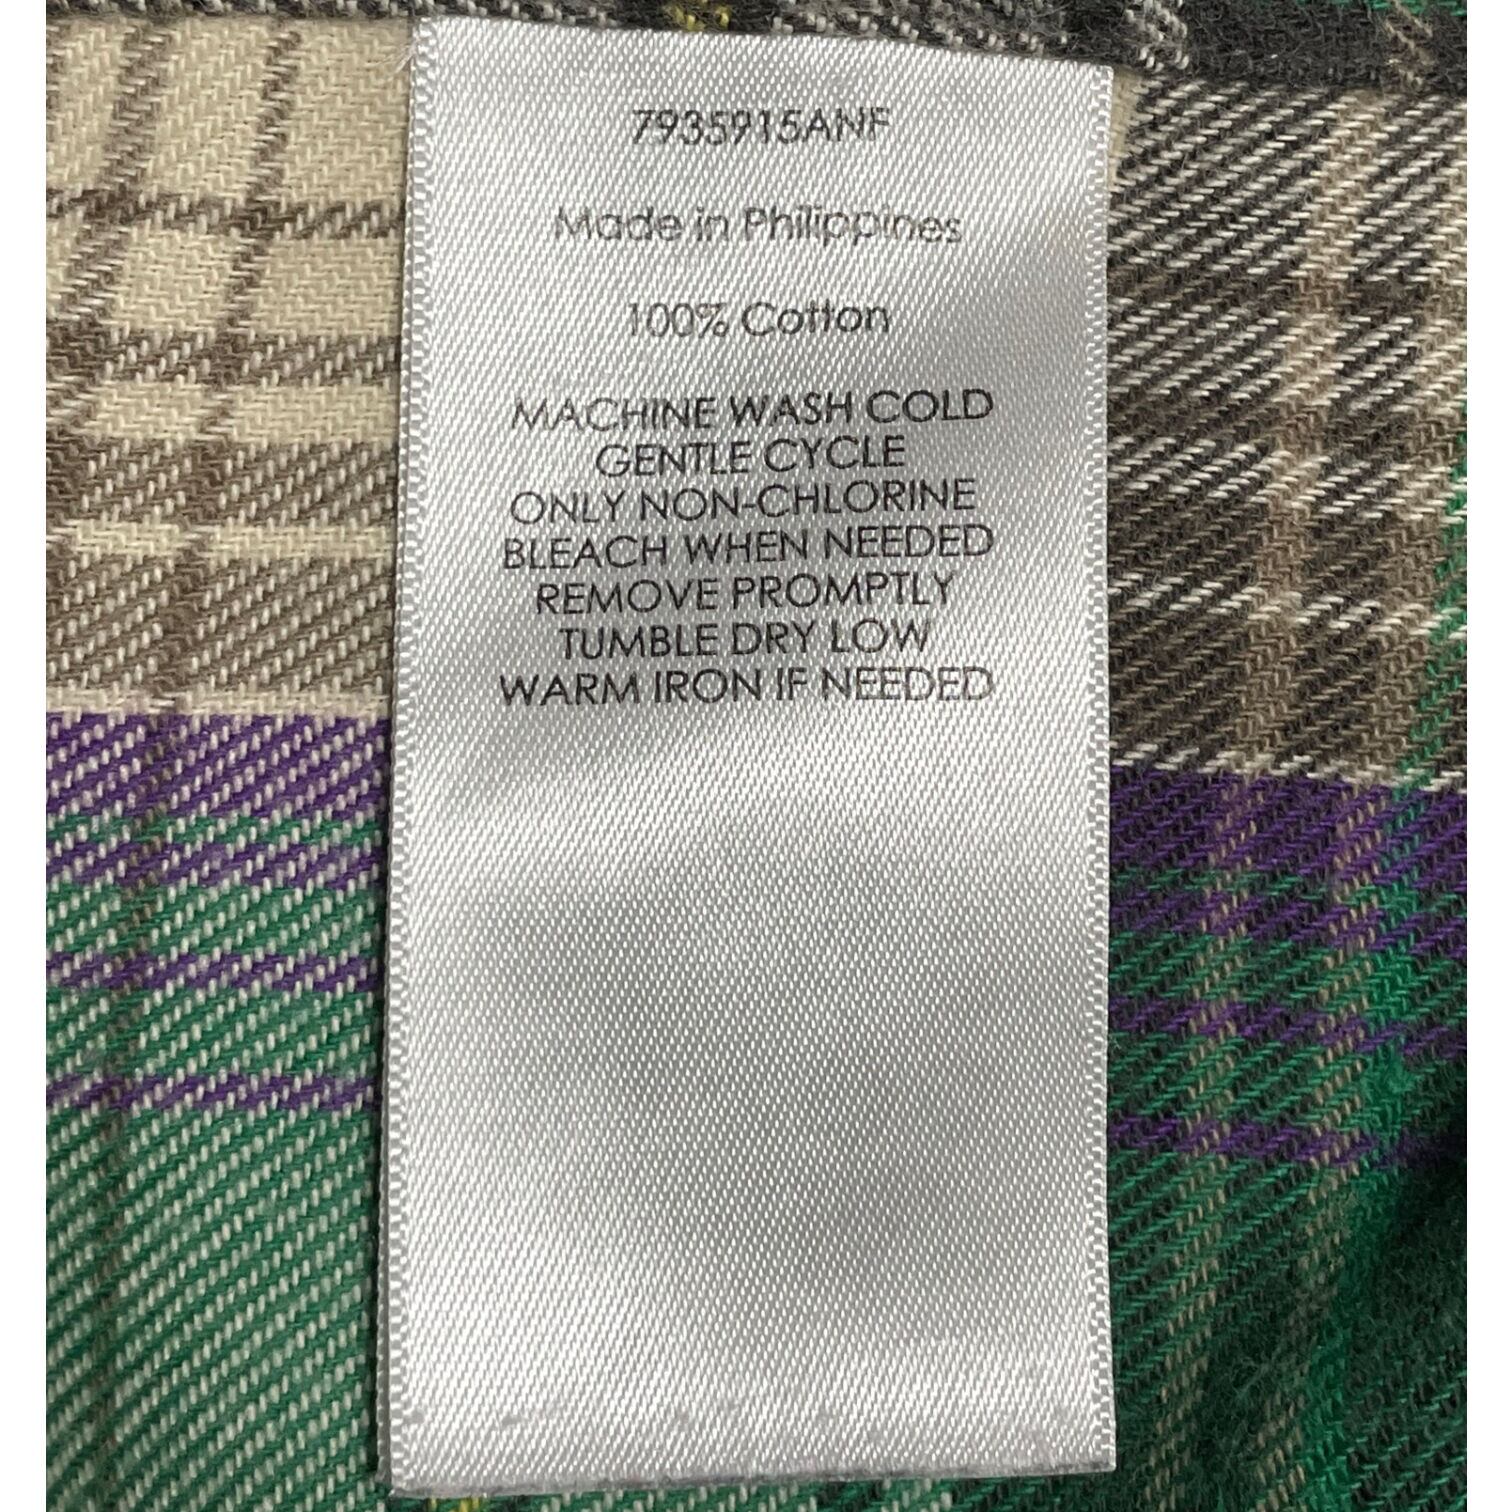 7935915ANF
Made in Philippines
100% Cotton
MACHINE WASH COLD
GENTLE CYCLE
ONLY NON-CHLORINE
BLEACH WHEN NEEDED
REMOVE PROMPTLY
TUMBLE DRY LOW
WARM IRON IF NEEDED